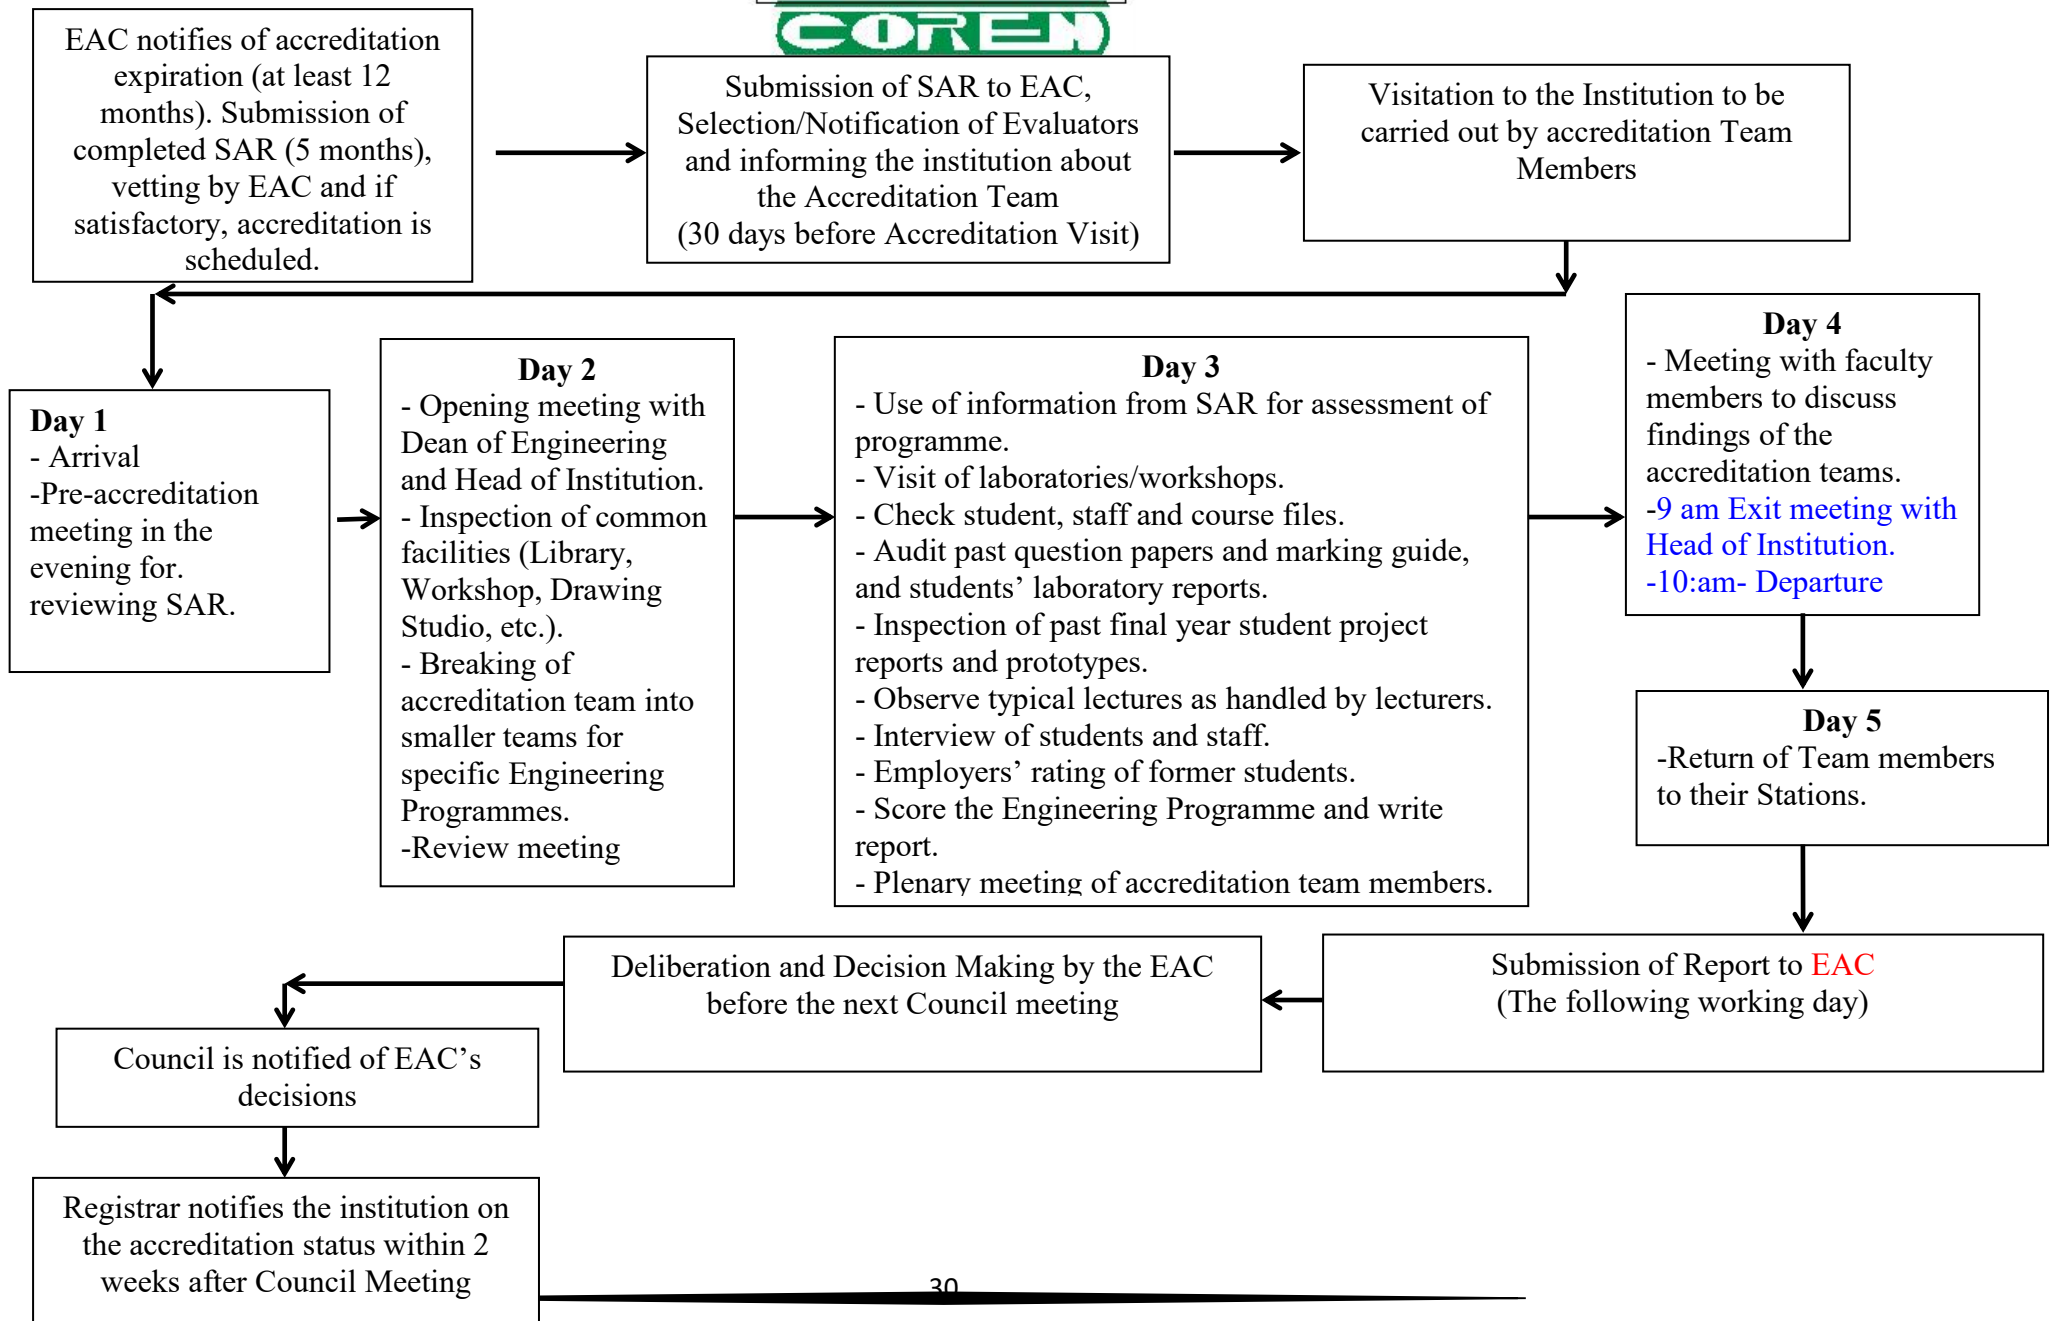 COREN
EAC notifies of accreditation
expiration (at least 12
months). Submission of
completed SAR (5 months),
vetting by EAC and if
satisfactory, accreditation is
scheduled.
Submission of SAR to EAC,
Selection/Notification of Evaluators
and informing the institution about
the Accreditation Team
(30 days before Accreditation Visit)
Visitation to the Institution to be
carried out by accreditation Team
Members
Day 1
- Arrival
-Pre-accreditation
meeting in the
evening for.
reviewing SAR.
Day 2
- Opening meeting with
Dean of Engineering
and Head of Institution.
- Inspection of common
facilities (Library,
Workshop, Drawing
Studio, etc.).
- Breaking of
accreditation team into
smaller teams for
specific Engineering
Programmes.
-Review meeting
Day 3
- Use of information from SAR for assessment of
programme.
- Visit of laboratories/workshops.
- Check student, staff and course files.
- Audit past question papers and marking guide,
and students’ laboratory reports.
- Inspection of past final year student project
reports and prototypes.
- Observe typical lectures as handled by lecturers.
- Interview of students and staff.
- Employers’ rating of former students.
- Score the Engineering Programme and write
report.
- Plenary meeting of accreditation team members.
Day 4
- Meeting with faculty
members to discuss
findings of the
accreditation teams.
-9 am Exit meeting with
Head of Institution.
-10:am- Departure
Day 5
-Return of Team members
to their Stations.
Submission of Report to EAC
(The following working day)
Deliberation and Decision Making by the EAC
before the next Council meeting
Council is notified of EAC’s
decisions
Registrar notifies the institution on
the accreditation status within 2
weeks after Council Meeting
30